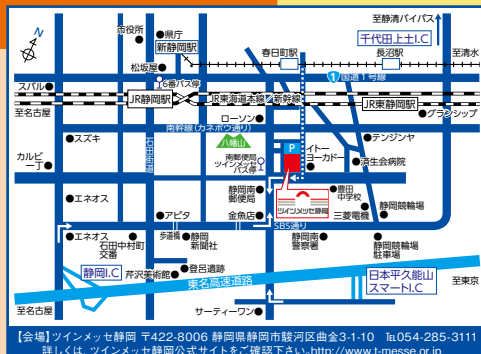 至静清バイパス
市役所
県庁
千代田上土I.C
N
新静岡駅
春日町駅
長沼駅
至清水
松坂屋
6番バス停
1
国道1号線
スバル
JR静岡駅
JR東海道本線/新幹線
JR東静岡駅
至名古屋
ローソン
グランシップ
南幹線(カネボウ通り)
スズキ
石田街道
八幡山
P
イトー
ヨーカドー
テンジンヤ
カルビ
一丁
南郵便局
ツインメッセ
バス停
済生会病院
エネオス
静岡南
郵便局
豊田
中学校
ツインメッセ静岡
三菱電機
静岡競輪場
アピタ
金魚店
SBS通り
エネオス
石田中村町
交番
歩道橋
静岡
新聞社
静岡南
警察署
静岡競輪場
駐車場
静岡I.C
登呂遺跡
芹沢美術館
東名高速道路
日本平久能山
スマートI.C
至東京
至名古屋
サーティーワン
【会場】ツインメッセ静岡 〒422-8006 静岡県静岡市駿河区曲金3-1-10 ℡054-285-3111
詳しくは、ツインメッセ静岡公式サイトをご確認下さい。http://www.t-messe.or.jp